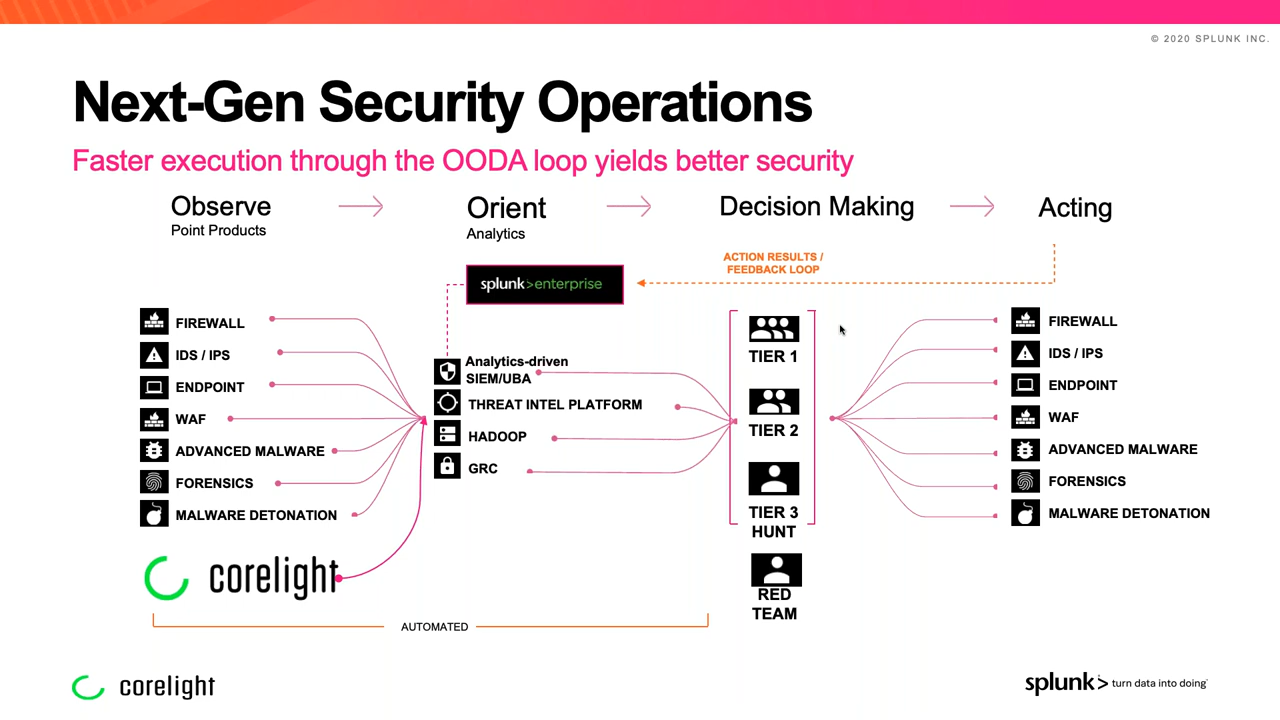 © 2020 SPLUNK INC.
Next-Gen Security Operations
Faster execution through the OODA loop yields better security
Observe
Point Products
Orient
Analytics
Decision Making
Acting
ACTION RESULTS /
FEEDBACK LOOP
splunk>enterprise
FIREWALL
IDS / IPS
ENDPOINT
WAF
ADVANCED MALWARE
FORENSICS
MALWARE DETONATION
corelight
Analytics-driven
SIEM/UBA
THREAT INTEL PLATFORM
HADOOP
GRC
TIER 1
TIER 2
TIER 3
HUNT
RED
TEAM
FIREWALL
IDS / IPS
ENDPOINT
WAF
ADVANCED MALWARE
FORENSICS
MALWARE DETONATION
AUTOMATED
corelight
splunk> turn data into doing